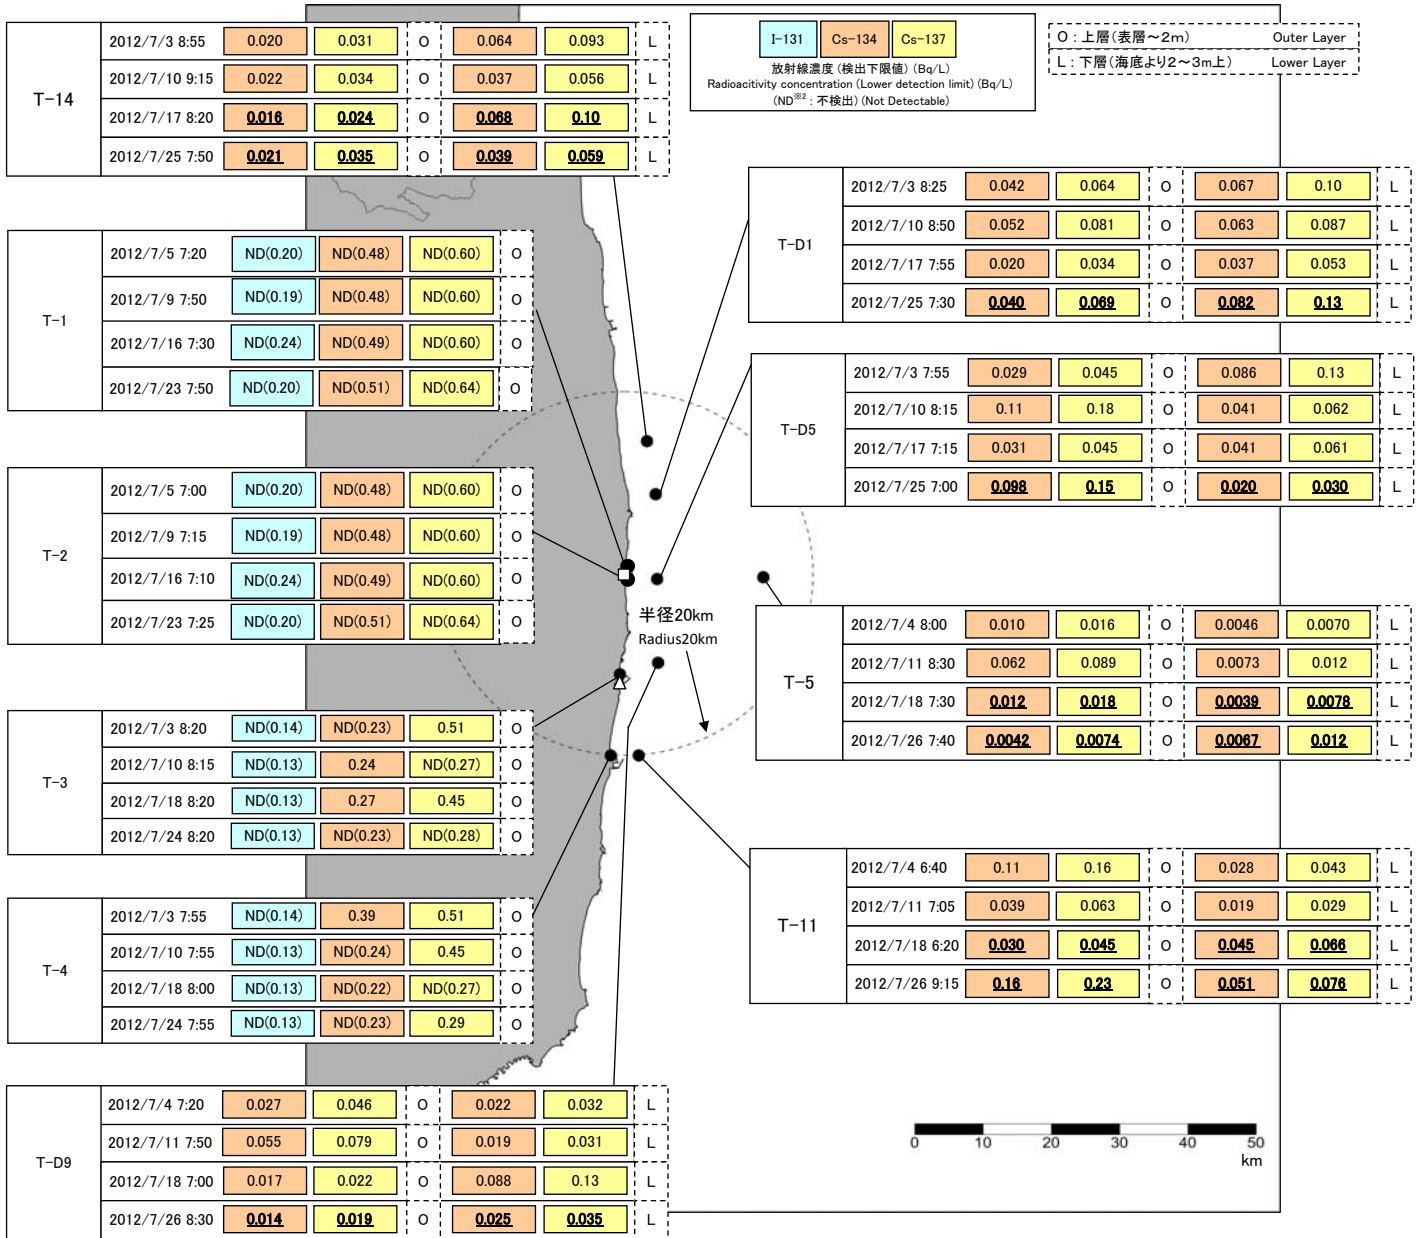 T-14
2012/7/3 8:55 0.020 0.031 O 0.064 0.093 L
2012/7/10 9:15 0.022 0.034 O 0.037 0.056 L
2012/7/17 8:20 0.016 0.024 O 0.068 0.10 L
2012/7/25 7:50 0.021 0.035 O 0.039 0.059 L
I-131 Cs-134 Cs-137
放射線濃度 (検出下限値) (Bq/L)
Radioacitivity concentration (Lower detection limit) (Bq/L)
(ND※2 : 不検出) (Not Detectable)
O : 上層 (表層~2m) Outer Layer
L : 下層 (海底より2~3m上) Lower Layer
T-D1
2012/7/3 8:25 0.042 0.064 O 0.067 0.10 L
2012/7/10 8:50 0.052 0.081 O 0.063 0.087 L
2012/7/17 7:55 0.020 0.034 O 0.037 0.053 L
2012/7/25 7:30 0.040 0.069 O 0.082 0.13 L
T-1
2012/7/5 7:20 ND(0.20) ND(0.48) ND(0.60) O
2012/7/9 7:50 ND(0.19) ND(0.48) ND(0.60) O
2012/7/16 7:30 ND(0.24) ND(0.49) ND(0.60) O
2012/7/23 7:50 ND(0.20) ND(0.51) ND(0.64) O
T-D5
2012/7/3 7:55 0.029 0.045 O 0.086 0.13 L
2012/7/10 8:15 0.11 0.18 O 0.041 0.062 L
2012/7/17 7:15 0.031 0.045 O 0.041 0.061 L
2012/7/25 7:00 0.098 0.15 O 0.020 0.030 L
T-2
2012/7/5 7:00 ND(0.20) ND(0.48) ND(0.60) O
2012/7/9 7:15 ND(0.19) ND(0.48) ND(0.60) O
2012/7/16 7:10 ND(0.24) ND(0.49) ND(0.60) O
2012/7/23 7:25 ND(0.20) ND(0.51) ND(0.64) O
半径20km
Radius20km
T-5
2012/7/4 8:00 0.010 0.016 O 0.0046 0.0070 L
2012/7/11 8:30 0.062 0.089 O 0.0073 0.012 L
2012/7/18 7:30 0.012 0.018 O 0.0039 0.0078 L
2012/7/26 7:40 0.0042 0.0074 O 0.0067 0.012 L
T-3
2012/7/3 8:20 ND(0.14) ND(0.23) 0.51 O
2012/7/10 8:15 ND(0.13) 0.24 ND(0.27) O
2012/7/18 8:20 ND(0.13) 0.27 0.45 O
2012/7/24 8:20 ND(0.13) ND(0.23) ND(0.28) O
T-11
2012/7/4 6:40 0.11 0.16 O 0.028 0.043 L
2012/7/11 7:05 0.039 0.063 O 0.019 0.029 L
2012/7/18 6:20 0.030 0.045 O 0.045 0.066 L
2012/7/26 9:15 0.16 0.23 O 0.051 0.076 L
T-4
2012/7/3 7:55 ND(0.14) 0.39 0.51 O
2012/7/10 7:55 ND(0.13) ND(0.24) 0.45 O
2012/7/18 8:00 ND(0.13) ND(0.22) ND(0.27) O
2012/7/24 7:55 ND(0.13) ND(0.23) 0.29 O
T-D9
2012/7/4 7:20 0.027 0.046 O 0.022 0.032 L
2012/7/11 7:50 0.055 0.079 O 0.019 0.031 L
2012/7/18 7:00 0.017 0.022 O 0.088 0.13 L
2012/7/26 8:30 0.014 0.019 O 0.025 0.035 L
0 10 20 30 40 50
km